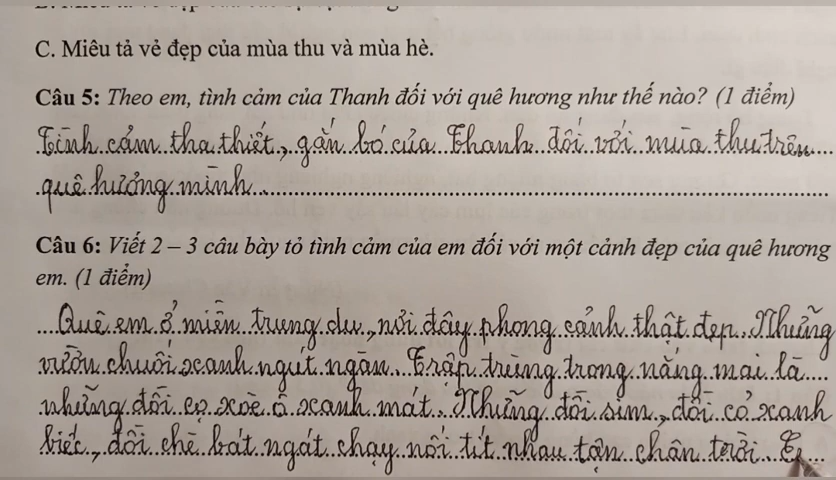 C. Miêu tả vẻ đẹp của mùa thu và mùa hè.
Câu 5: Theo em, tình cảm của Thanh đối với quê hương như thế nào? (1 điểm)
Tình cảm tha thiết, gắn bó của Thanh đối với mùa thu trên
quê hương mình.
Câu 6: Viết 2 – 3 câu bày tỏ tình cảm của em đối với một cảnh đẹp của quê hương
em. (1 điểm)
Quê em ở miền trung du, nơi đây phong cảnh thật đẹp. Những
vườn chuối xanh ngút ngàn. Trập trùng trong nắng mai là
những đồi cọ xoè ô xanh mát. Những đồi sim, đồi cỏ xanh
biếc, đồi chè bát ngát chạy nối tít nhau tận chân trời.